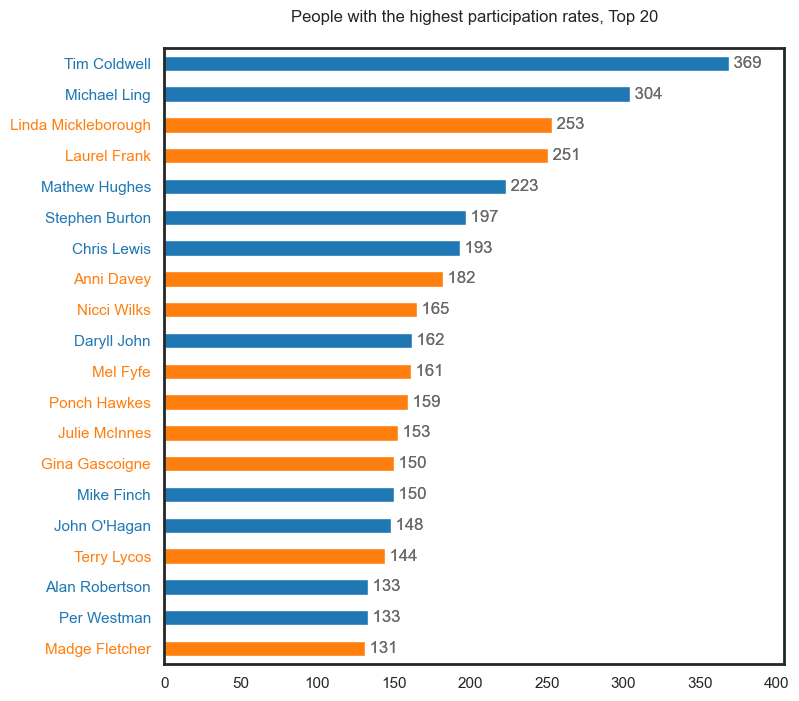 People with the highest participation rates, Top 20
Tim Coldwell 369
Michael Ling 304
Linda Mickleborough 253
Laurel Frank 251
Mathew Hughes 223
Stephen Burton 197
Chris Lewis 193
Anni Davey 182
Nicci Wilks 165
Daryll John 162
Mel Fyfe 161
Ponch Hawkes 159
Julie McInnes 153
Gina Gascoigne 150
Mike Finch 150
John O'Hagan 148
Terry Lycos 144
Alan Robertson 133
Per Westman 133
Madge Fletcher 131
0 50 100 150 200 250 300 350 400